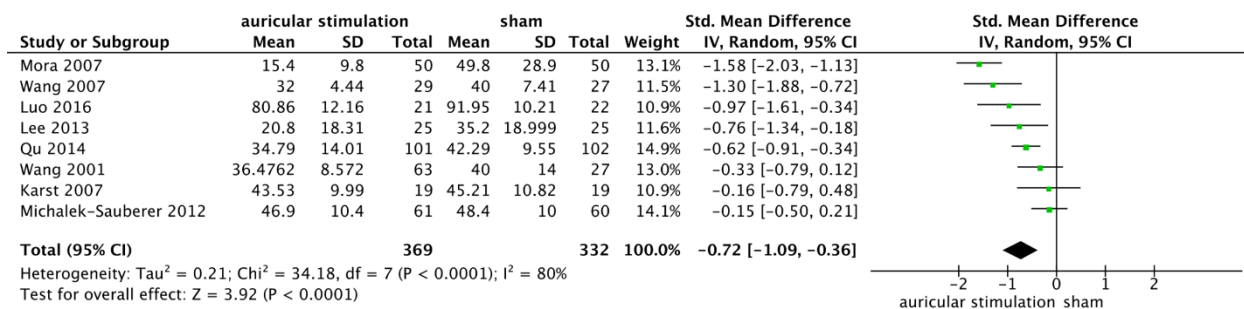 auricular stimulation sham Std. Mean Difference Std. Mean Difference
Study or Subgroup Mean SD Total Mean SD Total Weight IV, Random, 95% CI IV, Random, 95% CI
Mora 2007 15.4 9.8 50 49.8 28.9 50 13.1% −1.58 [−2.03, −1.13]
Wang 2007 32 4.44 29 40 7.41 27 11.5% −1.30 [−1.88, −0.72]
Luo 2016 80.86 12.16 21 91.95 10.21 22 10.9% −0.97 [−1.61, −0.34]
Lee 2013 20.8 18.31 25 35.2 18.999 25 11.6% −0.76 [−1.34, −0.18]
Qu 2014 34.79 14.01 101 42.29 9.55 102 14.9% −0.62 [−0.91, −0.34]
Wang 2001 36.4762 8.572 63 40 14 27 13.0% −0.33 [−0.79, 0.12]
Karst 2007 43.53 9.99 19 45.21 10.82 19 10.9% −0.16 [−0.79, 0.48]
Michalek-Sauberer 2012 46.9 10.4 61 48.4 10 60 14.1% −0.15 [−0.50, 0.21]
Total (95% CI) 369 332 100.0% −0.72 [−1.09, −0.36]
Heterogeneity: Tau² = 0.21; Chi² = 34.18, df = 7 (P < 0.0001); I² = 80%
Test for overall effect: Z = 3.92 (P < 0.0001)
−2 −1 0 1 2
auricular stimulation sham